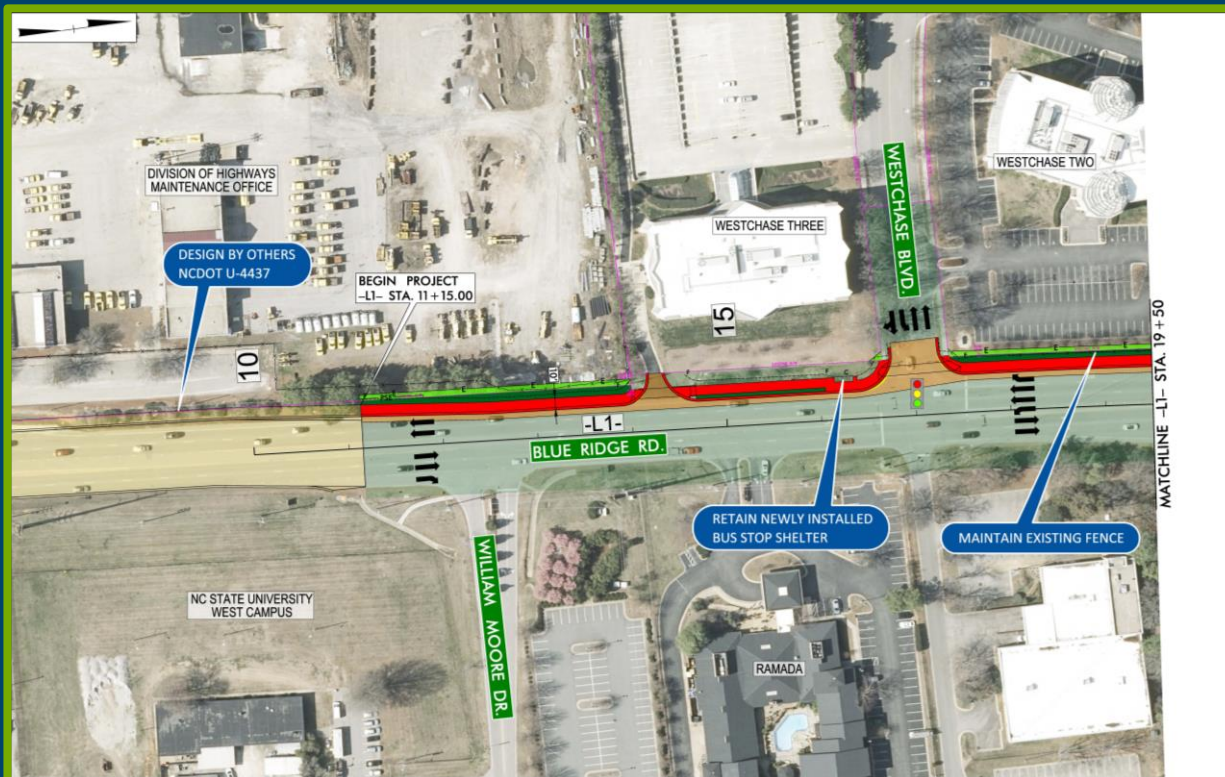 DIVISION OF HIGHWAYS
MAINTENANCE OFFICE
DESIGN BY OTHERS
NCDOT U-4437
BEGIN PROJECT
-L1- STA. 11+15.00
10
10'
15
WESTCHASE THREE
WESTCHASE BLVD.
WESTCHASE TWO
-L1-
BLUE RIDGE RD.
RETAIN NEWLY INSTALLED
BUS STOP SHELTER
MAINTAIN EXISTING FENCE
MATCHLINE -L1- STA. 19+50
WILLIAM MOORE DR.
NC STATE UNIVERSITY
WEST CAMPUS
RAMADA